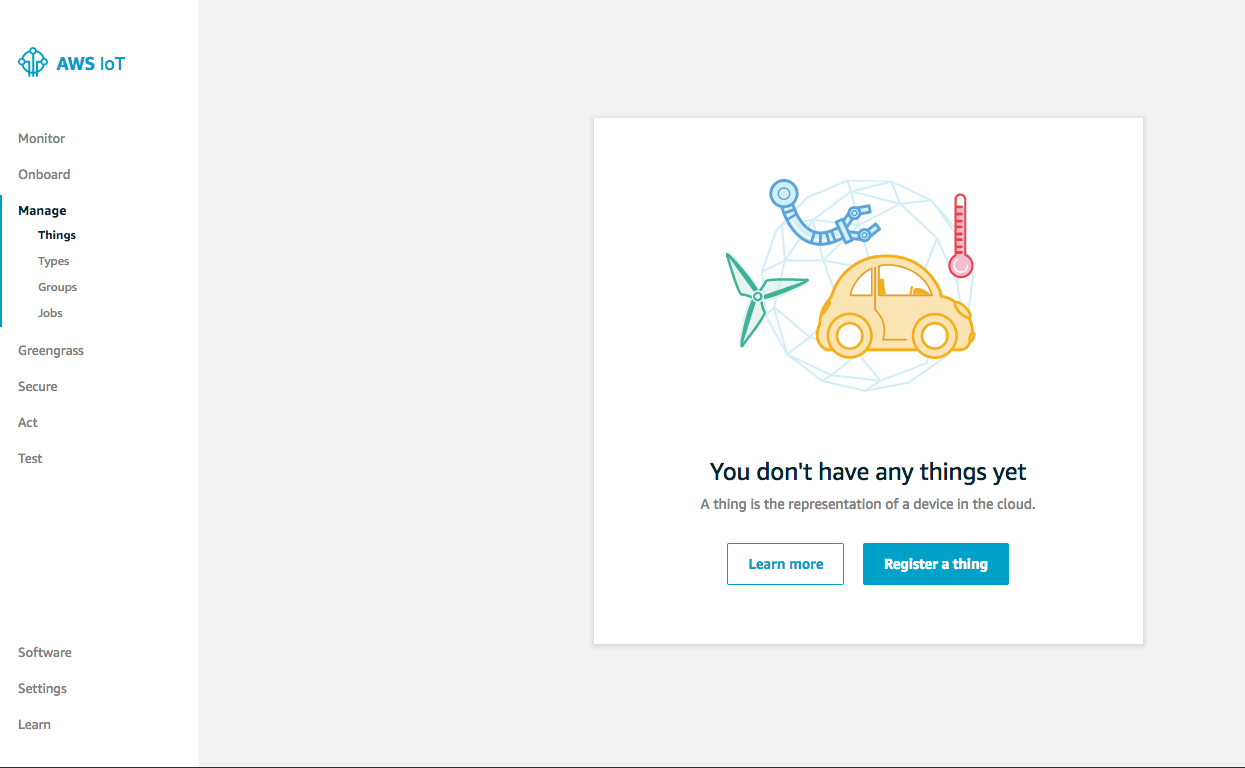 AWS IoT
Monitor
Onboard
Manage
Things
Types
Groups
Jobs
Greengrass
Secure
Act
Test
Software
Settings
Learn
You don't have any things yet
A thing is the representation of a device in the cloud.
Learn more
Register a thing